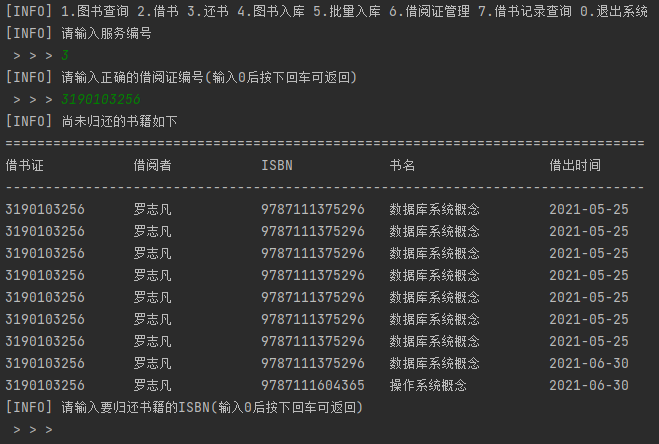 [INFO] 1.图书查询 2.借书 3.还书 4.图书入库 5.批量入库 6.借阅证管理 7.借书记录查询 0.退出系统
[INFO] 请输入服务编号
> > > 3
[INFO] 请输入正确的借阅证编号(输入0后按下回车可返回)
> > > 3190103256
[INFO] 尚未归还的书籍如下
================================================================================
借书证 借阅者 ISBN 书名 借出时间
--------------------------------------------------------------------------------
3190103256 罗志凡 9787111375296 数据库系统概念 2021-05-25
3190103256 罗志凡 9787111375296 数据库系统概念 2021-05-25
3190103256 罗志凡 9787111375296 数据库系统概念 2021-05-25
3190103256 罗志凡 9787111375296 数据库系统概念 2021-05-25
3190103256 罗志凡 9787111375296 数据库系统概念 2021-05-25
3190103256 罗志凡 9787111375296 数据库系统概念 2021-05-25
3190103256 罗志凡 9787111375296 数据库系统概念 2021-05-25
3190103256 罗志凡 9787111375296 数据库系统概念 2021-06-30
3190103256 罗志凡 9787111604365 操作系统概念 2021-06-30
[INFO] 请输入要归还书籍的ISBN(输入0后按下回车可返回)
> > >